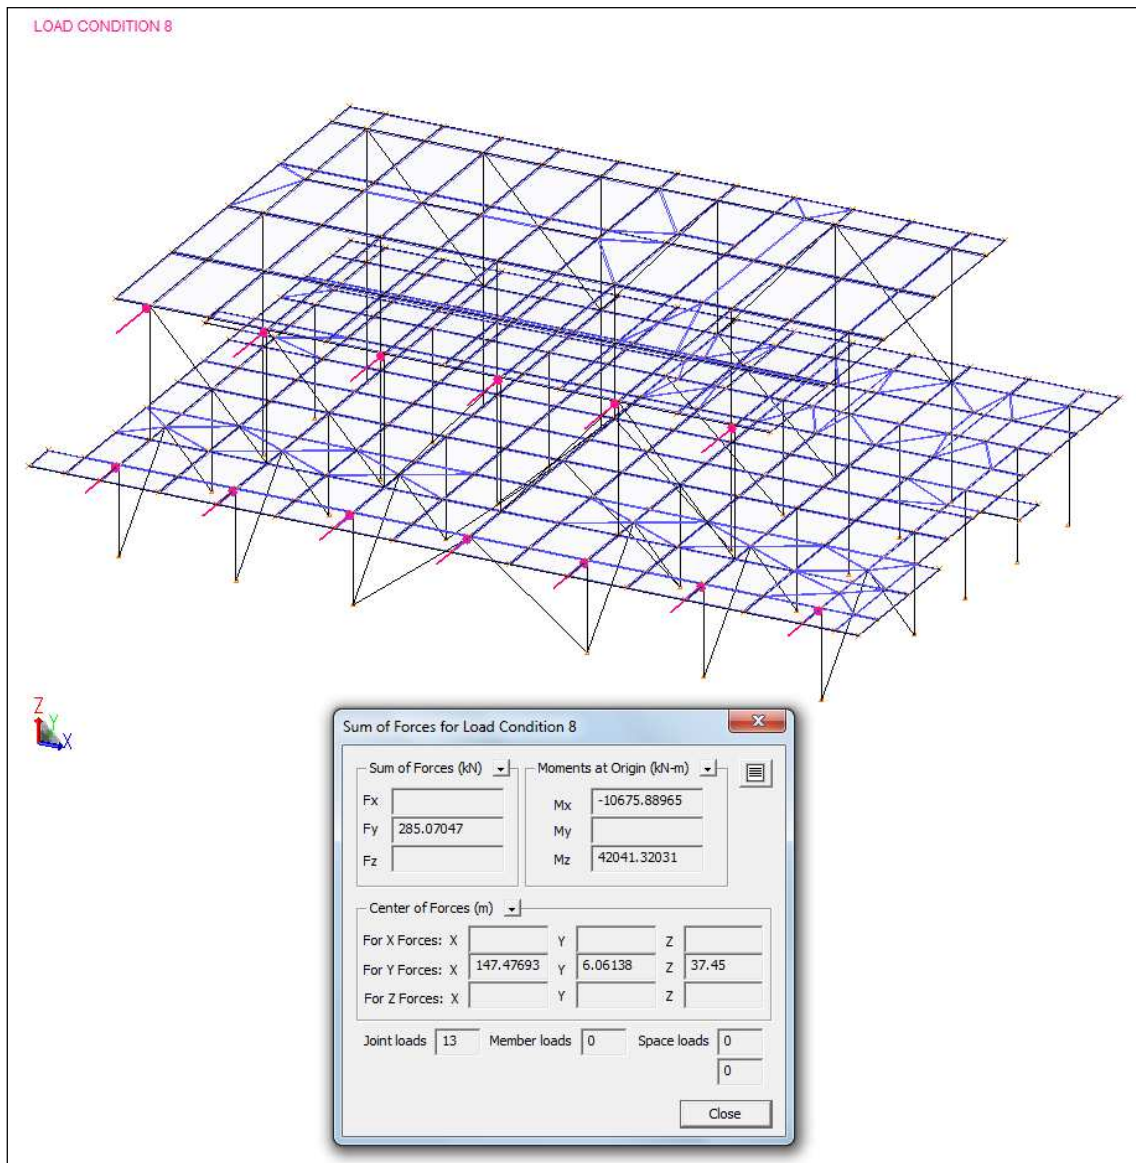 LOAD CONDITION 8
Z
Y
X
Sum of Forces for Load Condition 8
Sum of Forces (kN)
Fx
Fy 285.07047
Fz
Moments at Origin (kN-m)
Mx -10675.88965
My
Mz 42041.32031
Center of Forces (m)
For X Forces: X Y Z
For Y Forces: X 147.47693 Y 6.06138 Z 37.45
For Z Forces: X Y Z
Joint loads 13 Member loads 0 Space loads 0
0
Close